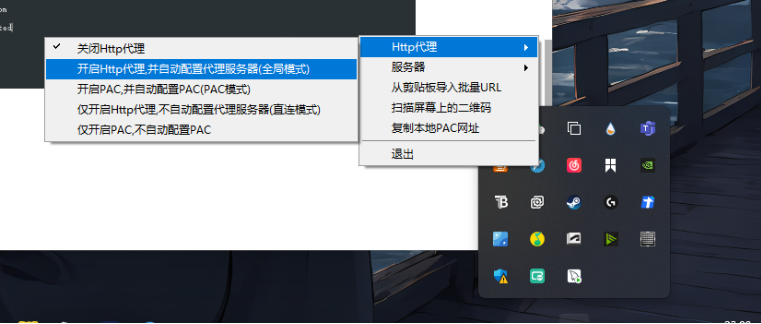 关闭Http代理
开启Http代理,并自动配置代理服务器(全局模式)
开启PAC,并自动配置PAC(PAC模式)
仅开启Http代理,不自动配置代理服务器(直连模式)
仅开启PAC,不自动配置PAC
Http代理
服务器
从剪贴板导入批量URL
扫描屏幕上的二维码
复制本地PAC网址
退出